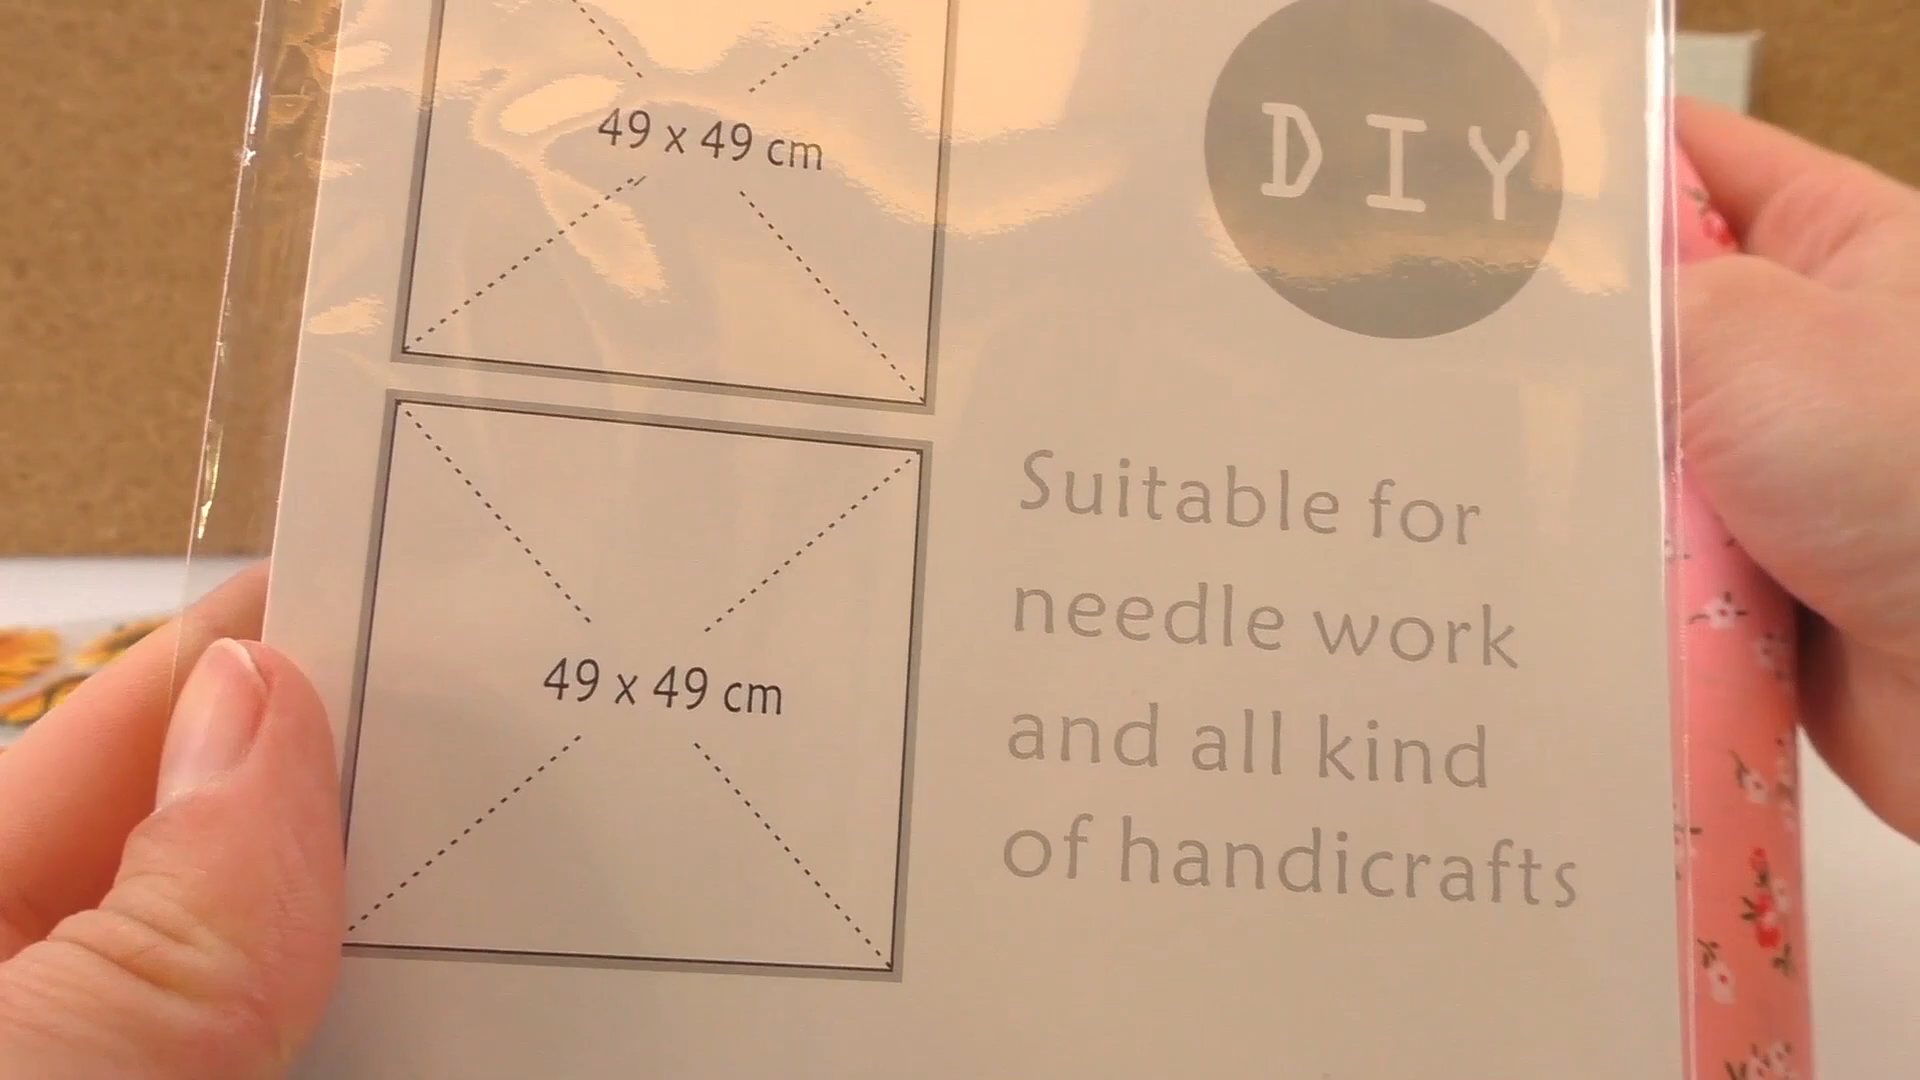 49 x 49 cm
DIY
49 x 49 cm
Suitable for
needle work
and all kind
of handicrafts